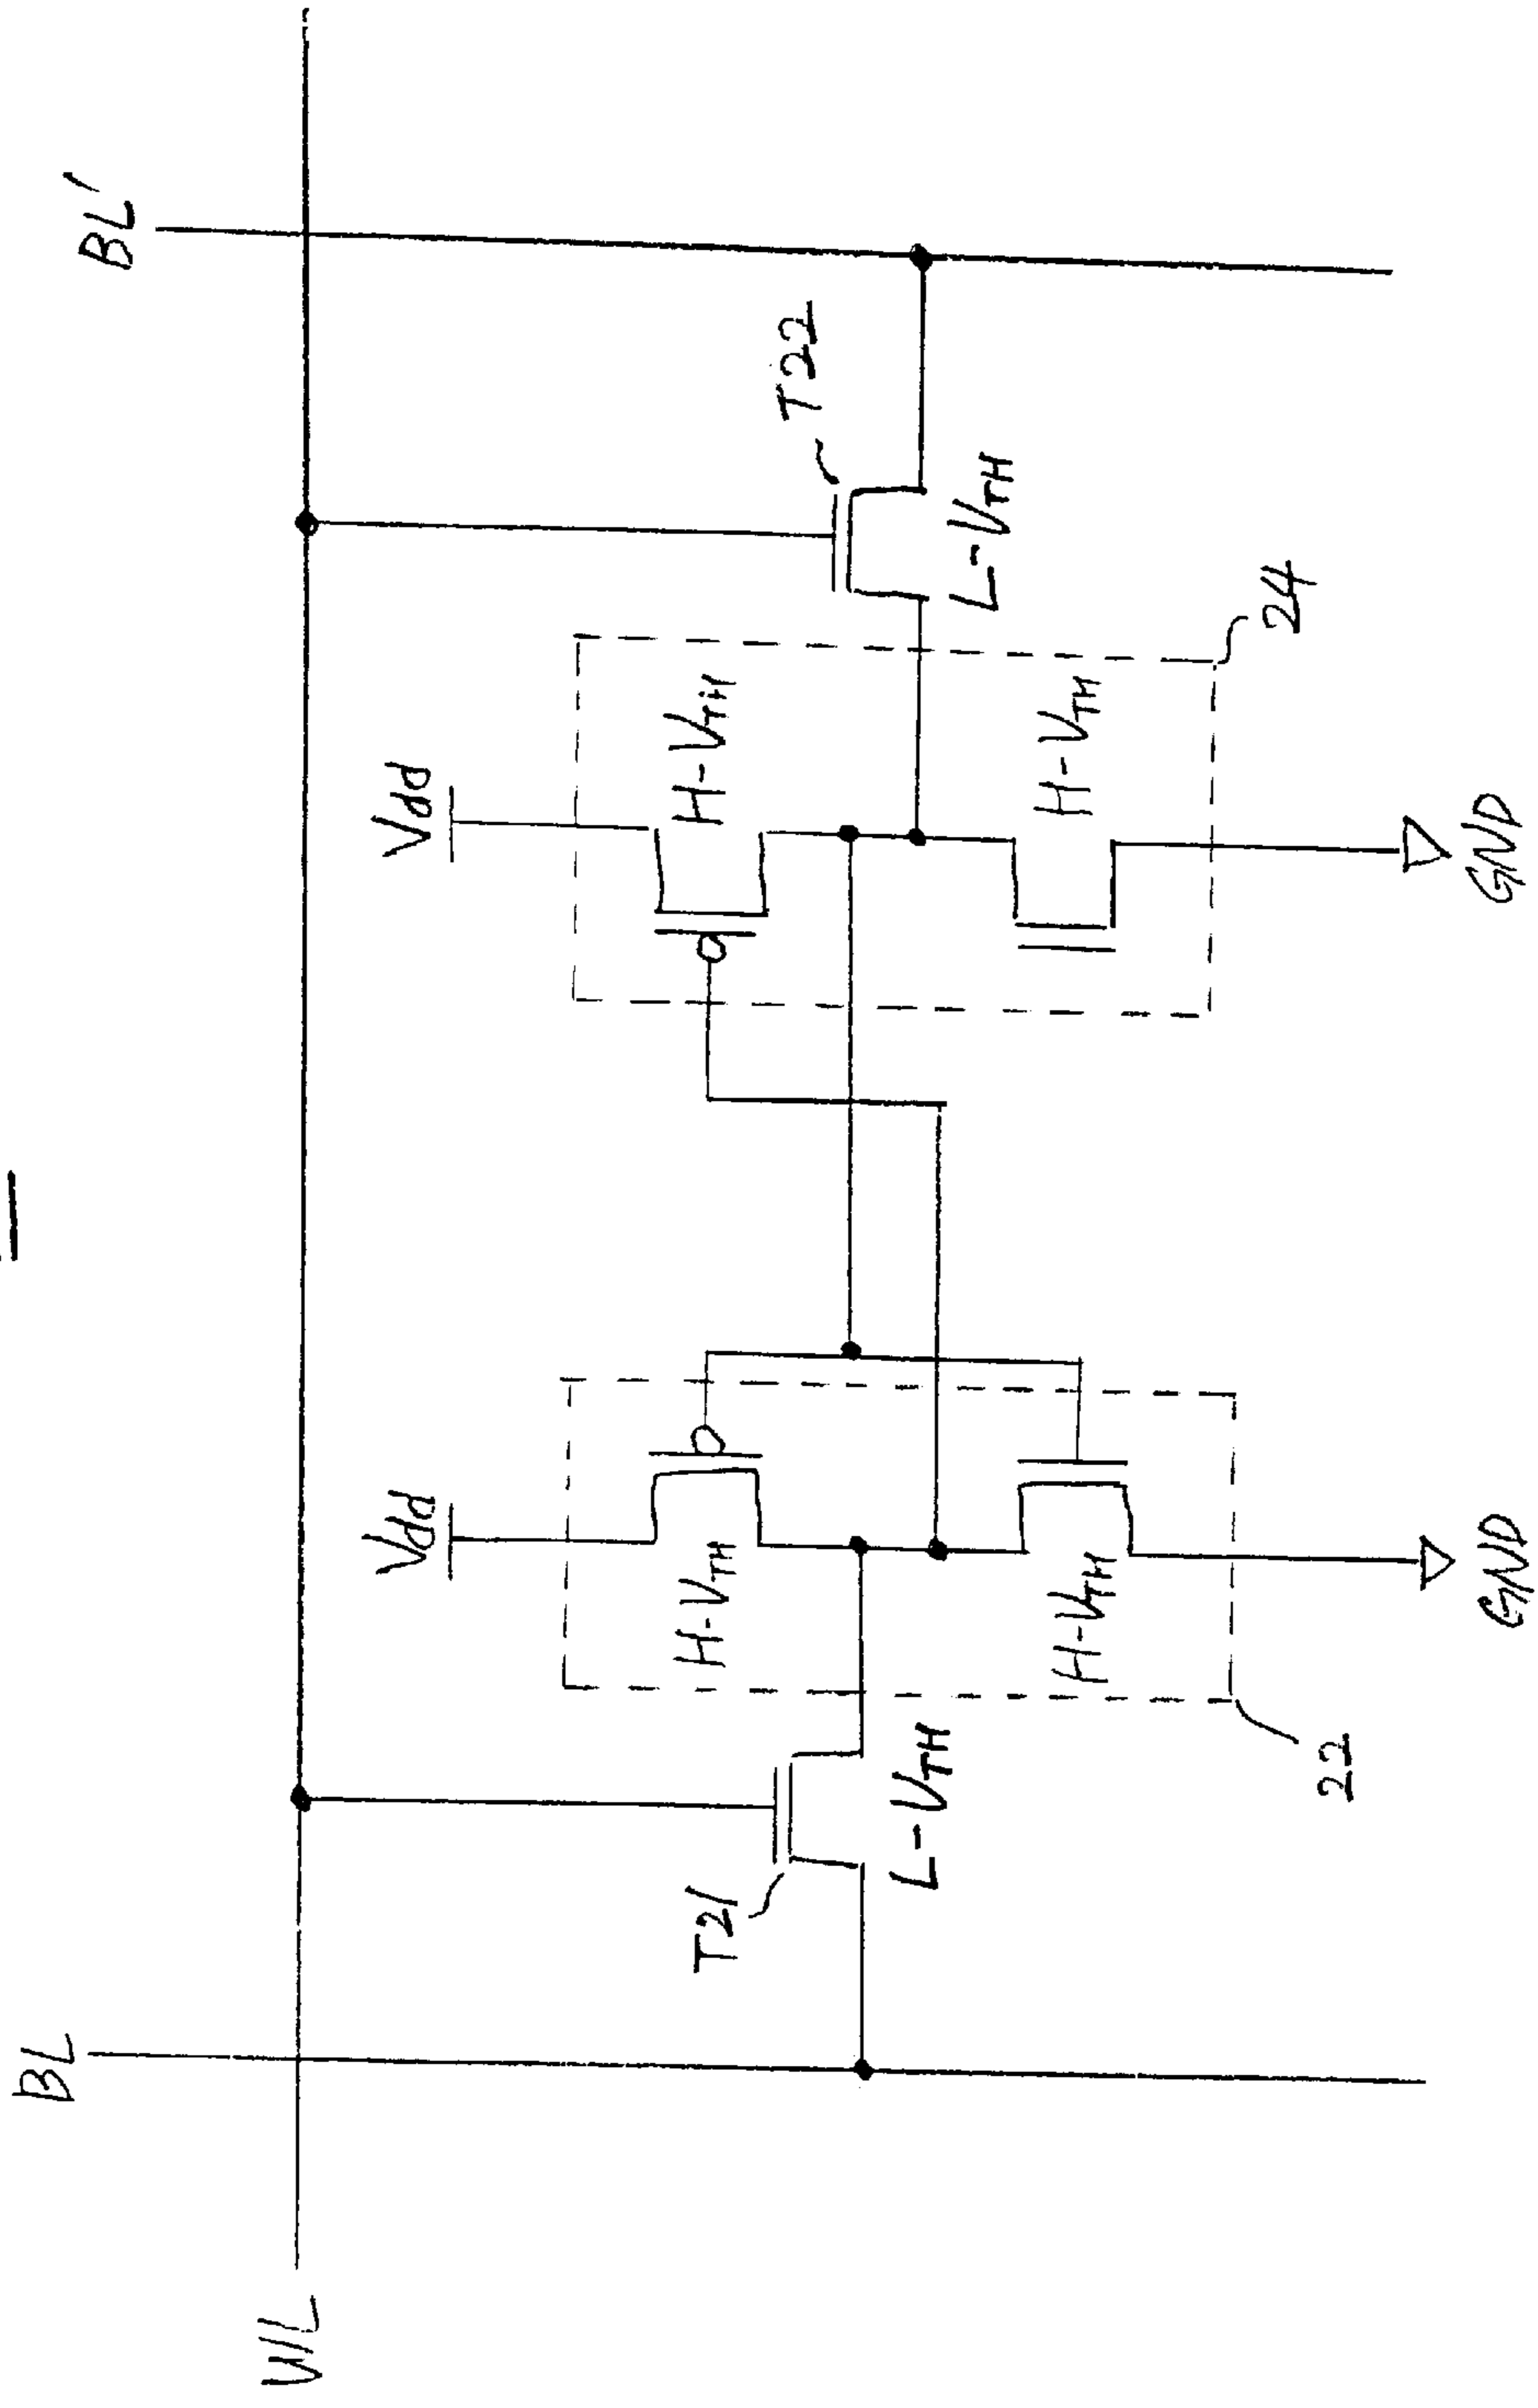 BL
BL'
WL
Vdd
Vdd
T21
T22
H-VTH
H-VTH
L-VTH
L-VTH
H-VTH
H-VTH
22
24
GND
GND